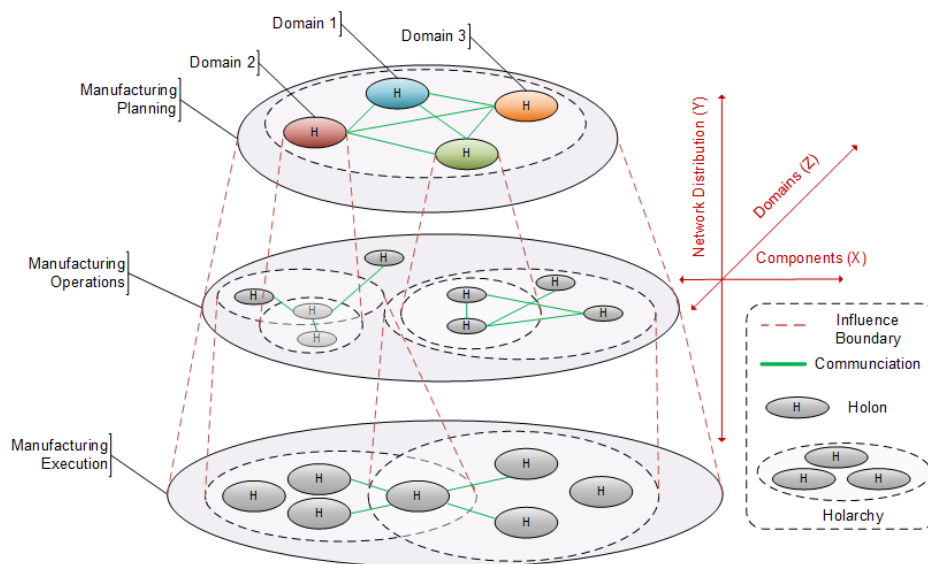 Domain 1
Domain 3
Domain 2
Manufacturing
Planning
H
H
H
H
Network Distribution (Y)
Domains (Z)
Components (X)
Manufacturing
Operations
H
H
H
H
H
H
H
H
Influence
Boundary
Communciation
H
Holon
H
H
H
Holarchy
Manufacturing
Execution
H
H
H
H
H
H
H